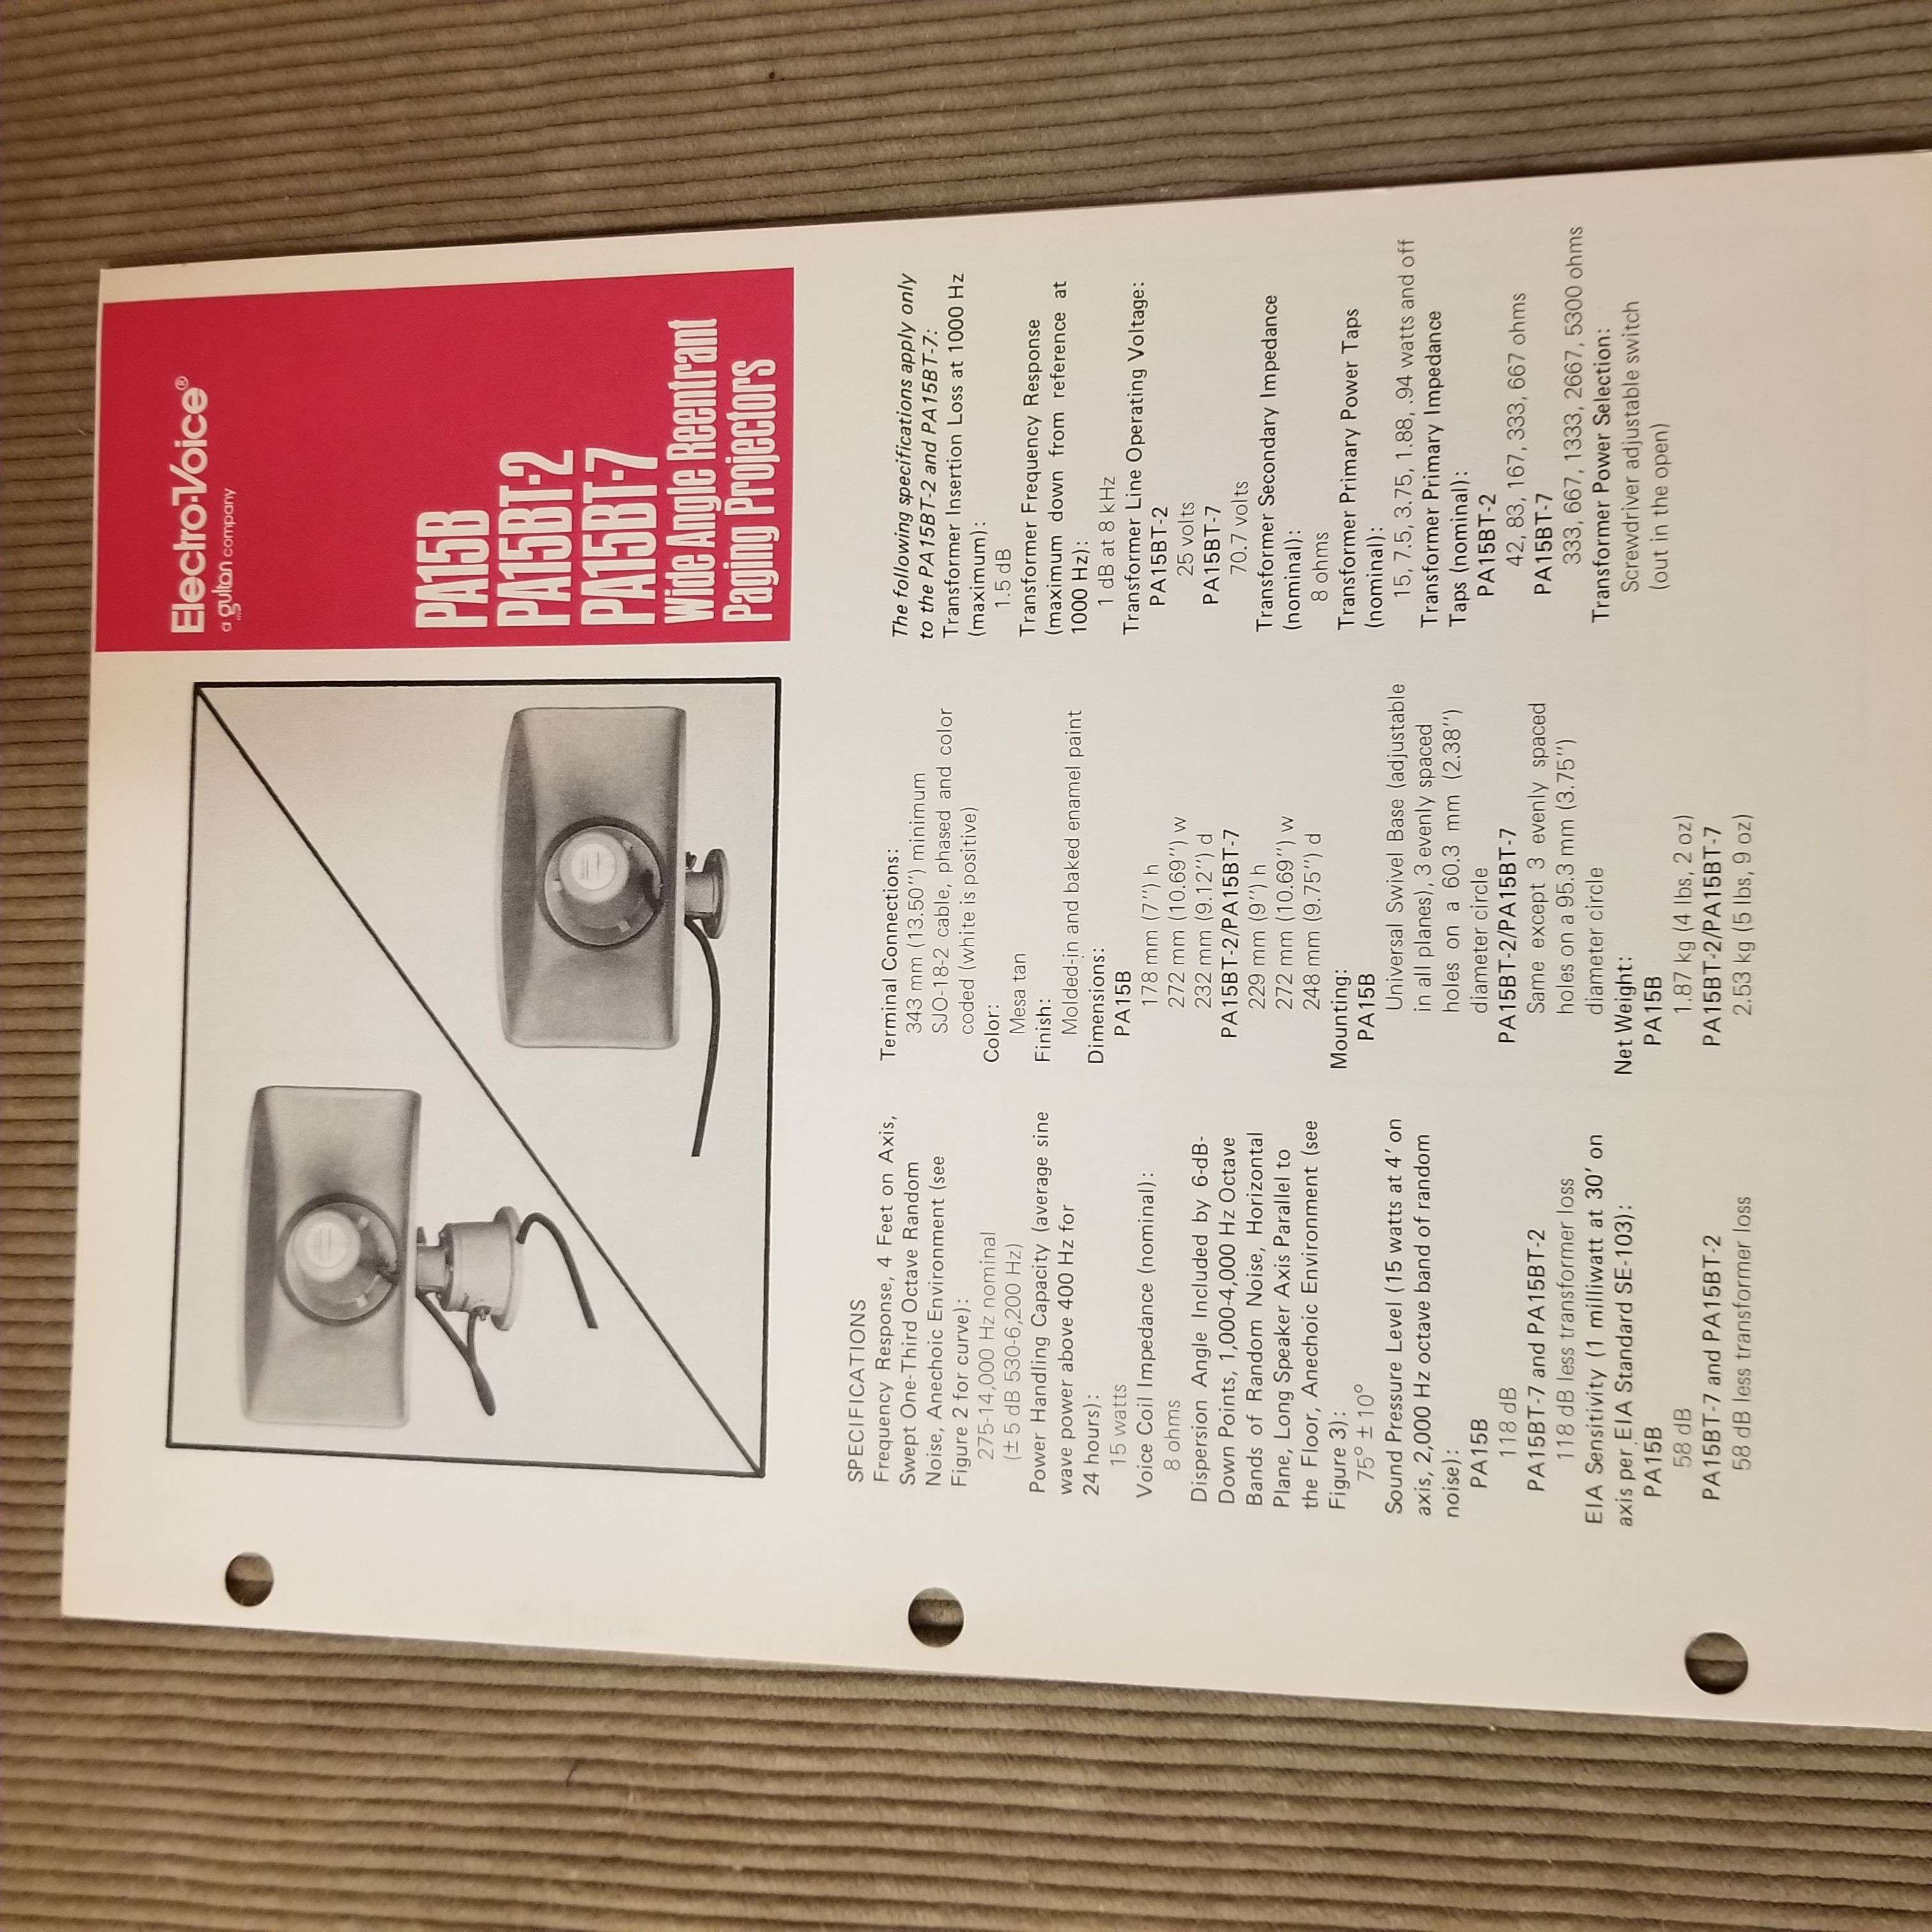 Electro-Voice®
a gulton company
PA15B
PA15BT-2
PA15BT-7
Wide Angle Reentrant
Paging Projectors
SPECIFICATIONS
Frequency Response, 4 Feet on Axis,
Swept One-Third Octave Random
Noise, Anechoic Environment (see
Figure 2 for curve):
275-14,000 Hz nominal
(± 5 dB 530-6,200 Hz)
Power Handling Capacity (average sine
wave power above 400 Hz for
24 hours):
15 watts
Voice Coil Impedance (nominal):
8 ohms
Dispersion Angle Included by 6-dB-
Down Points, 1,000-4,000 Hz Octave
Bands of Random Noise, Horizontal
Plane, Long Speaker Axis Parallel to
the Floor, Anechoic Environment (see
Figure 3):
75° ± 10°
Sound Pressure Level (15 watts at 4′ on
axis, 2,000 Hz octave band of random
noise):
PA15B
118 dB
PA15BT-7 and PA15BT-2
118 dB less transformer loss
EIA Sensitivity (1 milliwatt at 30′ on
axis per EIA Standard SE-103):
PA15B
58 dB
PA15BT-7 and PA15BT-2
58 dB less transformer loss
Terminal Connections:
343 mm (13.50′′) minimum
SJO-18-2 cable, phased and color
coded (white is positive)
Color:
Mesa tan
Finish:
Molded-in and baked enamel paint
Dimensions:
PA15B
178 mm (7′′) h
272 mm (10.69′′) w
232 mm (9.12′′) d
PA15BT-2/PA15BT-7
229 mm (9′′) h
272 mm (10.69′′) w
248 mm (9.75′′) d
Mounting:
PA15B
Universal Swivel Base (adjustable
in all planes), 3 evenly spaced
holes on a 60.3 mm (2.38′′)
diameter circle
PA15BT-2/PA15BT-7
Same except 3 evenly spaced
holes on a 95.3 mm (3.75′′)
diameter circle
Net Weight:
PA15B
1.87 kg (4 lbs, 2 oz)
PA15BT-2/PA15BT-7
2.53 kg (5 lbs, 9 oz)
The following specifications apply only
to the PA15BT-2 and PA15BT-7:
Transformer Insertion Loss at 1000 Hz
(maximum):
1.5 dB
Transformer Frequency Response
(maximum down from reference at
1000 Hz):
1 dB at 8 kHz
Transformer Line Operating Voltage:
PA15BT-2
25 volts
PA15BT-7
70.7 volts
Transformer Secondary Impedance
(nominal):
8 ohms
Transformer Primary Power Taps
(nominal):
15, 7.5, 3.75, 1.88, .94 watts and off
Transformer Primary Impedance
Taps (nominal):
PA15BT-2
42, 83, 167, 333, 667 ohms
PA15BT-7
333, 667, 1333, 2667, 5300 ohms
Transformer Power Selection:
Screwdriver adjustable switch
(out in the open)